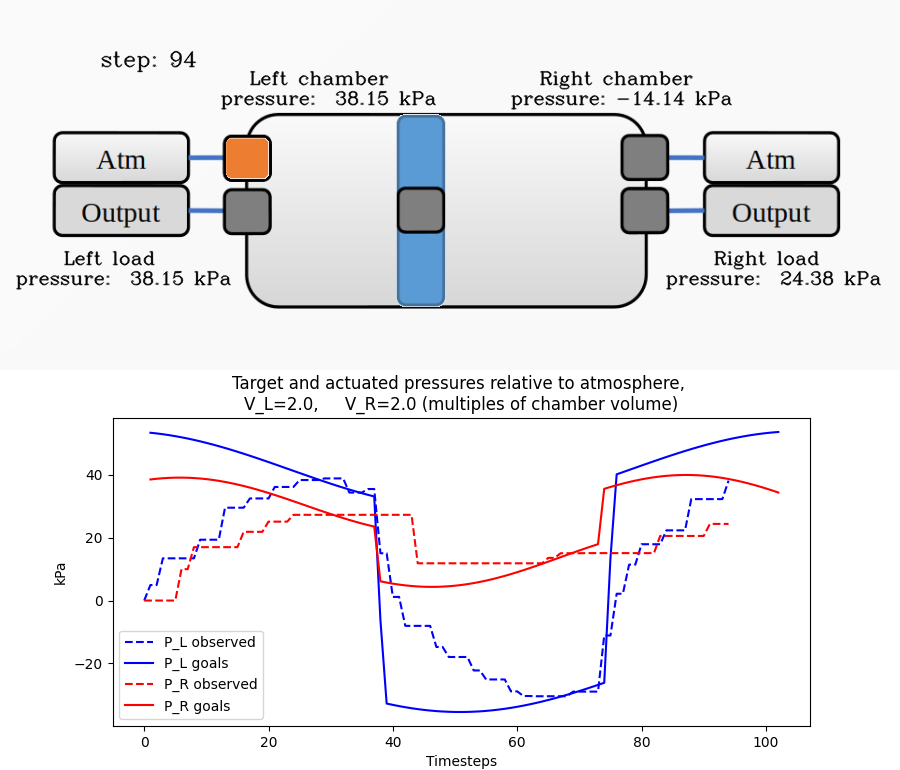 step: 94
Left chamber
pressure: 38.15 kPa
Right chamber
pressure: −14.14 kPa
Atm
Output
Atm
Output
Left load
pressure: 38.15 kPa
Right load
pressure: 24.38 kPa
Target and actuated pressures relative to atmosphere,
V_L=2.0, V_R=2.0 (multiples of chamber volume)
kPa
40
20
0
−20
P_L observed
P_L goals
P_R observed
P_R goals
0 20 40 60 80 100
Timesteps